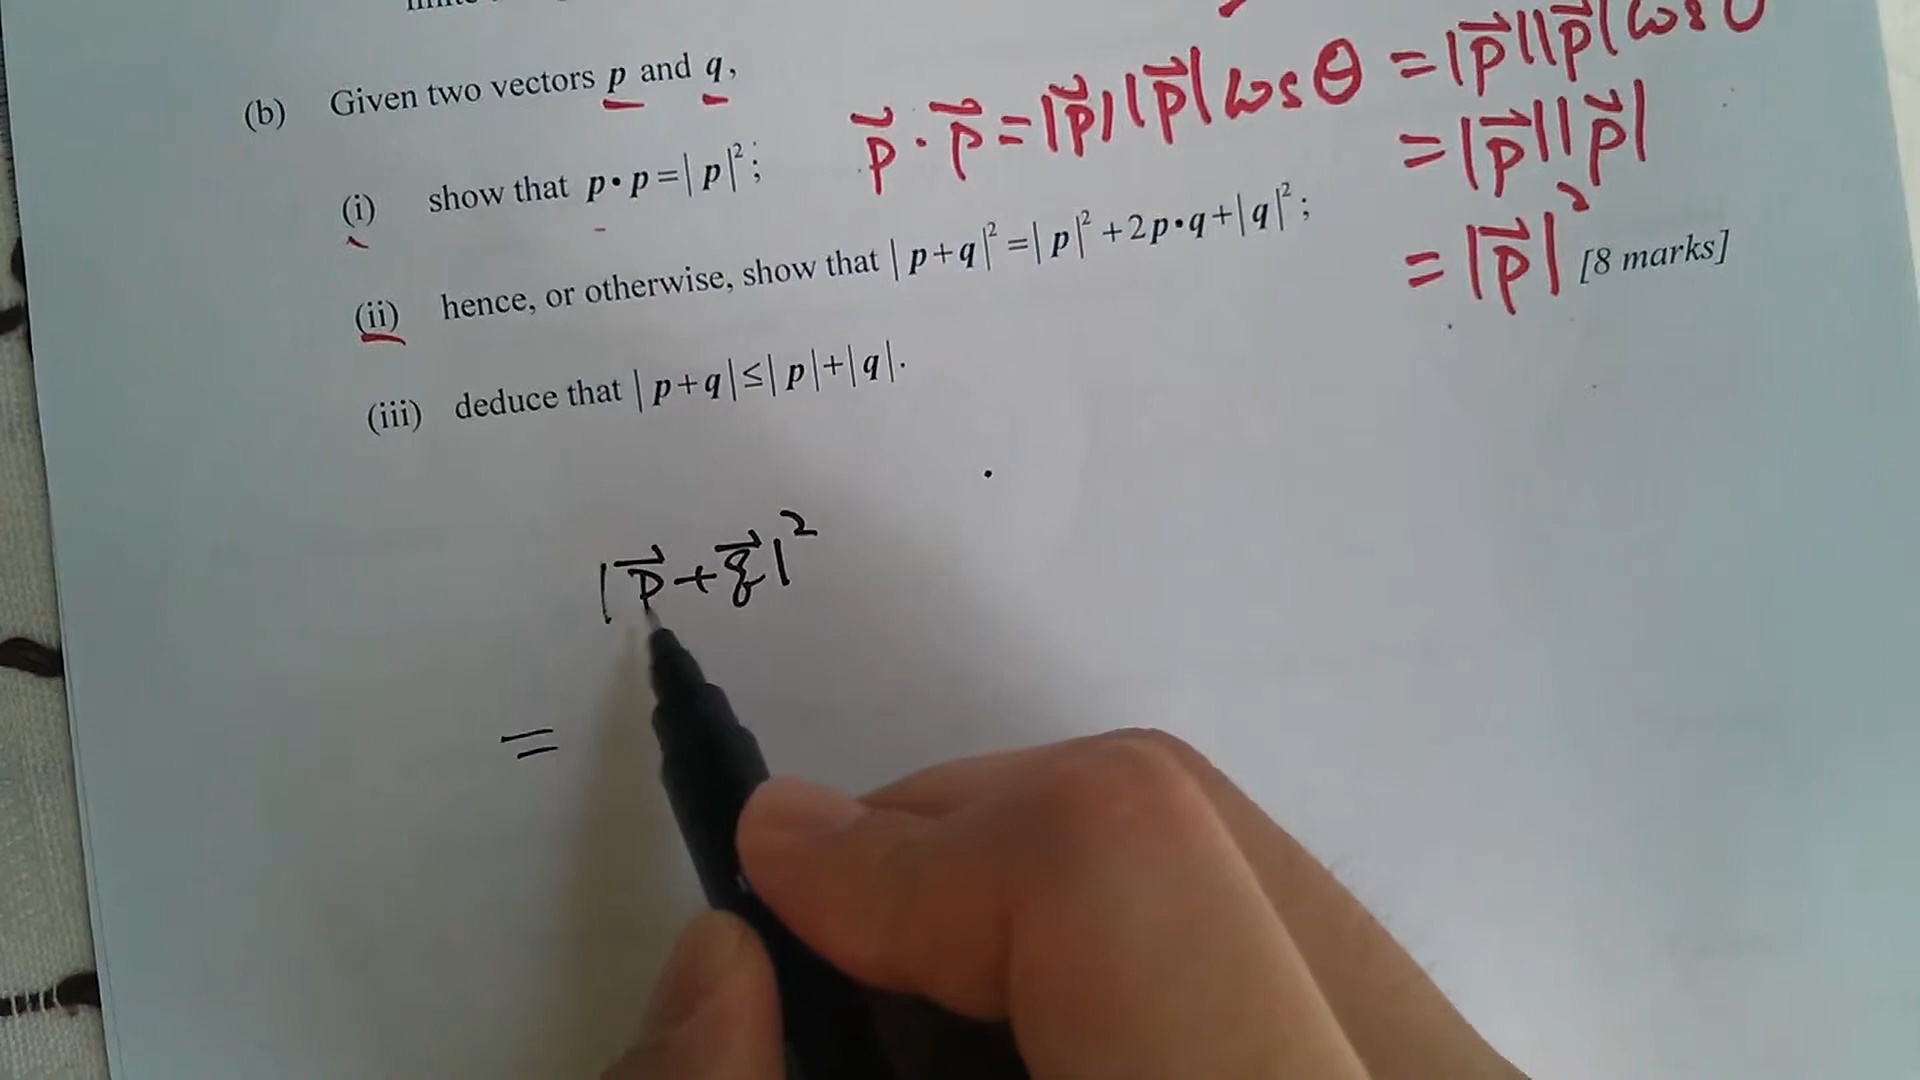 (b) Given two vectors p and q,
(i) show that p•p=|p|²;
(ii) hence, or otherwise, show that |p+q|²=|p|²+2p•q+|q|²;
[8 marks]
(iii) deduce that |p+q|≤|p|+|q|.
p⃗ · p⃗ = |p⃗| |p⃗| cos θ = |p⃗||p⃗| cos 0
= |p⃗||p⃗|
= |p⃗|²
|p⃗+q⃗|²
=